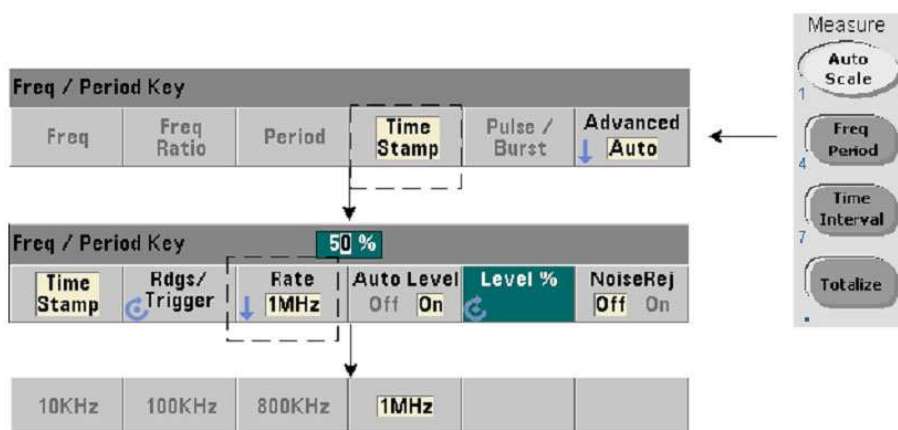 Measure
Auto
Scale
1
Freq
Period
4
Time
Interval
7
Totalize
.
Freq / Period Key
Freq
Freq
Ratio
Period
Time
Stamp
Pulse /
Burst
Advanced
Auto
Freq / Period Key
50 %
Time
Stamp
Rdgs/
Trigger
Rate
1MHz
Auto Level
Off On
Level %
NoiseRej
Off On
10KHz
100KHz
800KHz
1MHz